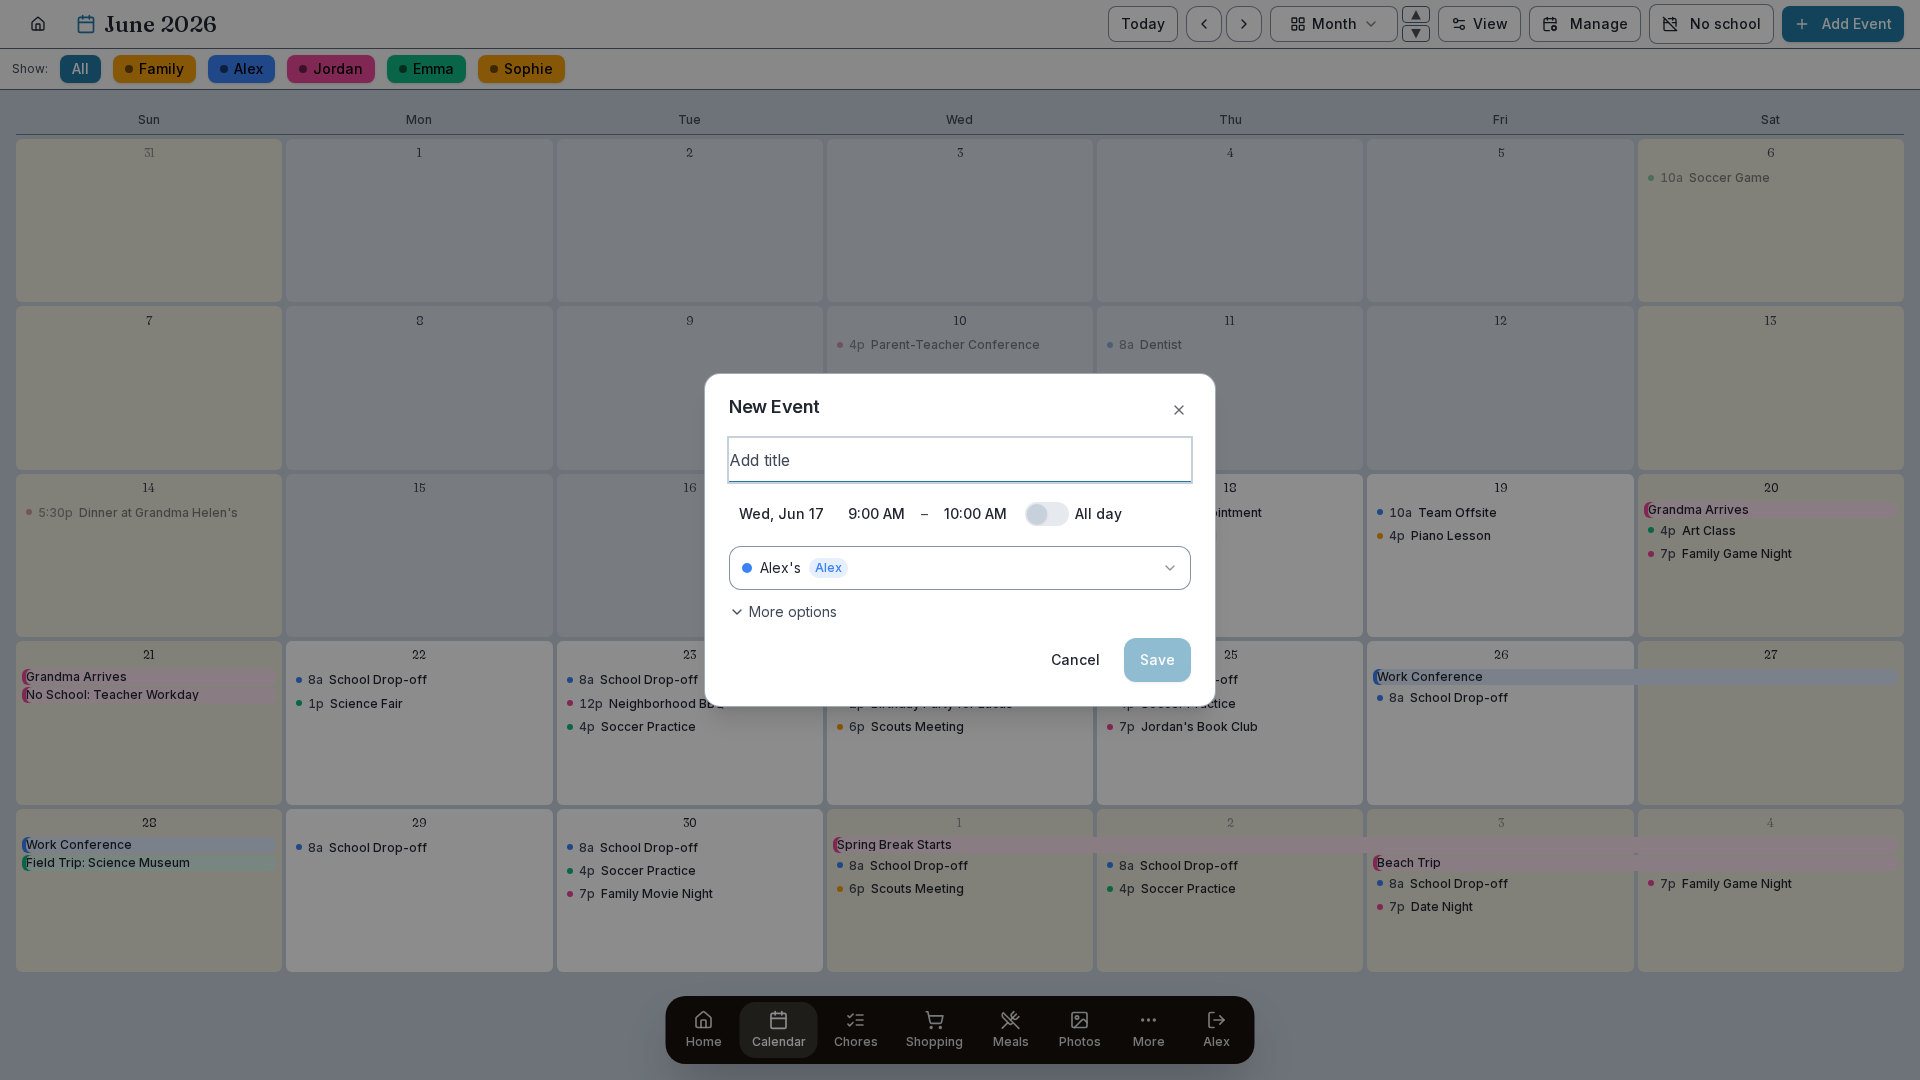 June 2026
Today
Month
View
Manage
No school
Add Event
Show:
All
Family
Alex
Jordan
Emma
Sophie
Sun Mon Tue Wed Thu Fri Sat
31 1 2 3 4 5 6
10a Soccer Game
7 8 9 10 11 12 13
4p Parent-Teacher Conference
8a Dentist
14 15 16 18 19 20
5:30p Dinner at Grandma Helen's
10a Team Offsite
4p Piano Lesson
Grandma Arrives
4p Art Class
7p Family Game Night
New Event
Add title
Wed, Jun 17 9:00 AM – 10:00 AM All day
Alex's Alex
More options
Cancel
Save
21 22 23 25 26 27
Grandma Arrives
No School: Teacher Workday
8a School Drop-off
1p Science Fair
8a School Drop-off
12p Neighborhood
4p Soccer Practice
6p Scouts Meeting
7p Jordan's Book Club
Work Conference
8a School Drop-off
28 29 30 1 2 3 4
Work Conference
Field Trip: Science Museum
8a School Drop-off
8a School Drop-off
4p Soccer Practice
7p Family Movie Night
Spring Break Starts
8a School Drop-off
6p Scouts Meeting
8a School Drop-off
4p Soccer Practice
Beach Trip
8a School Drop-off
7p Date Night
7p Family Game Night
Home
Calendar
Chores
Shopping
Meals
Photos
More
Alex